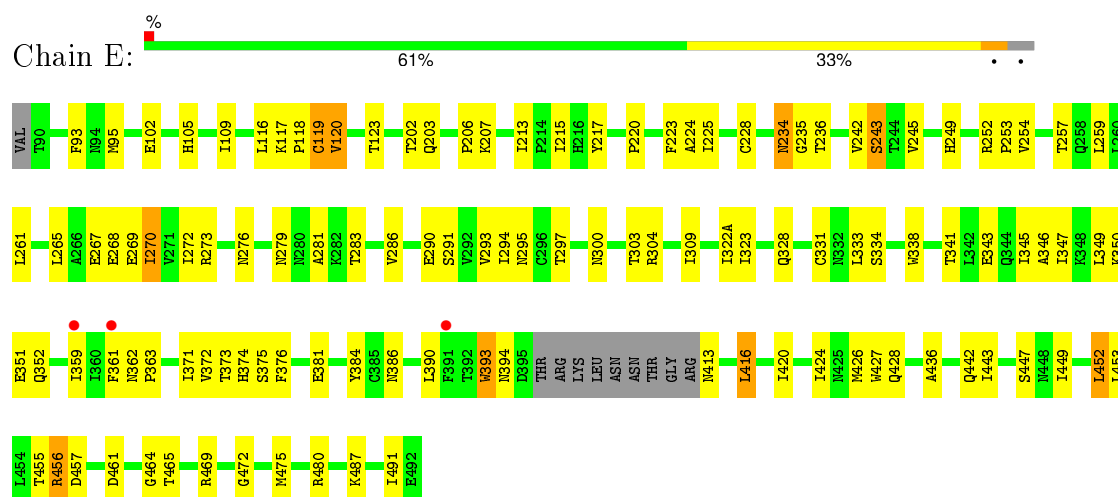 %
Chain E:
61% 33% • •
VAL T90 F93 N94 M95 E102 H105 I109 L116 K117 P118 G119 V120 T123 T202 Q203 P206 K207 I213 P214 I215 H216 Y217 P220 F223 A224 I225 C228 N234 G235 T236 V242 S243 T244 V245 H249 R252 P253 V254 T257 Q258 L259 L260
L261 L265 A266 E267 E268 E269 I270 V271 I272 R273 N276 N279 N280 A281 K282 T283 V286 E290 S291 V292 V293 I294 N295 C296 T297 N300 T303 R304 I309 I322A I323 Q328 C331 N332 L333 S334 W338 T341 L342 E343 Q344 I345 A346 I347 K348 L349 K350
E351 Q352 I359 I360 F361 N362 P363 I371 V372 T373 H374 S375 F376 E381 Y384 C385 N386 L390 F391 T392 W393 N394 D395 THR ARG LYS LEU ASN ASN THR GLY ARG N413 L416 I420 I424 N425 M426 W427 Q428 A436 Q442 I443 S447 N448 I449 L452 L453
L454 T455 R456 D457 D461 G464 T465 R469 G472 M475 R480 K487 I491 E492